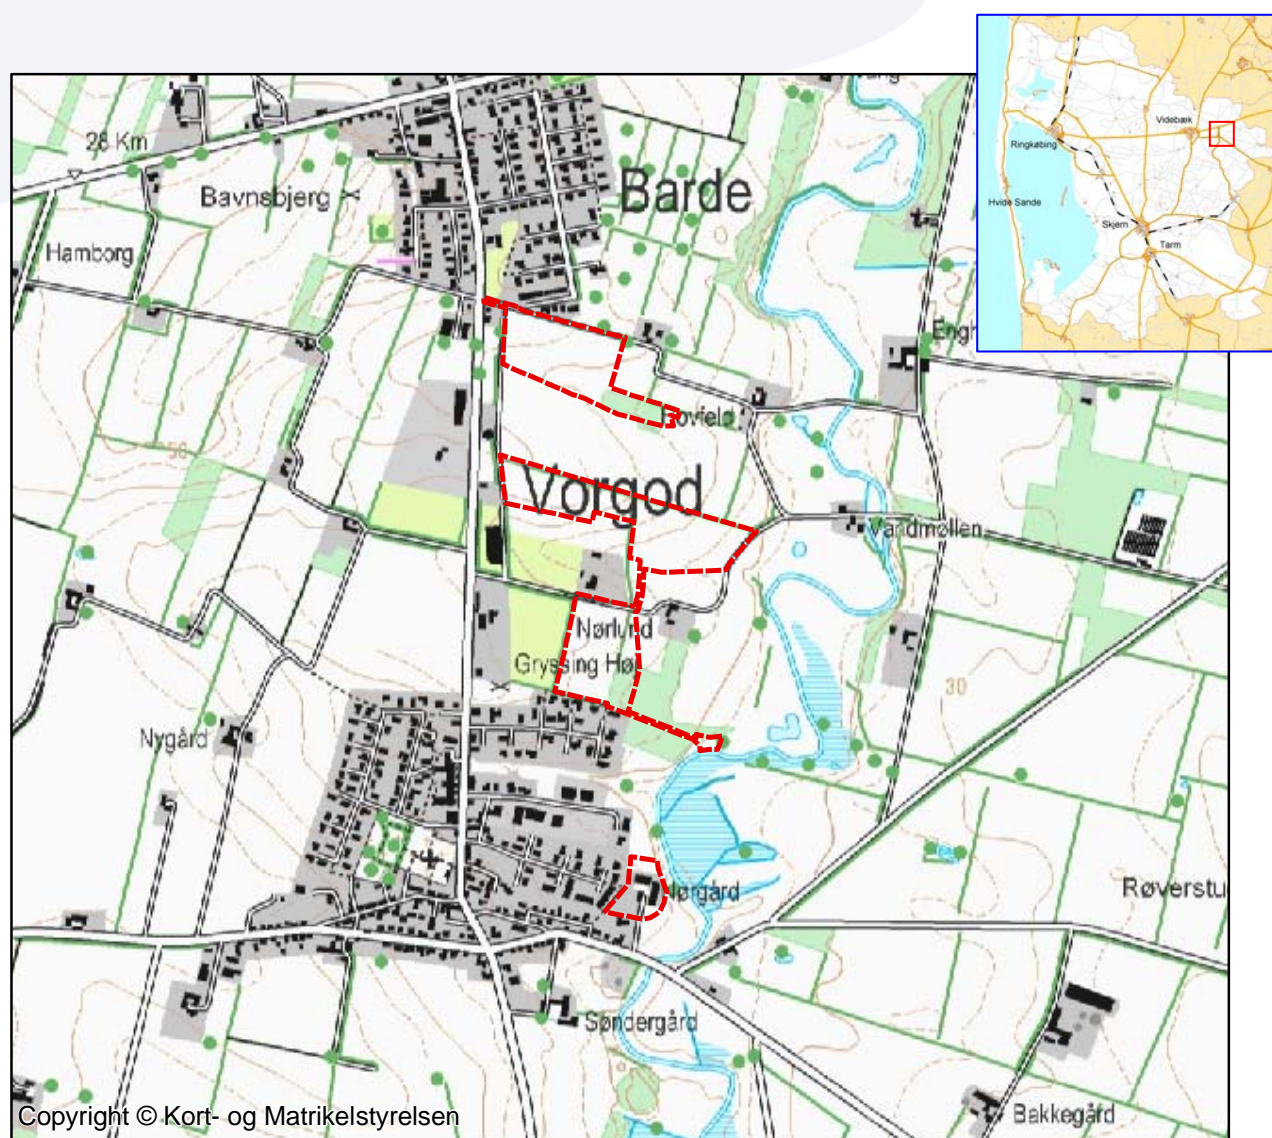 28 Km
Bavnsbjerg
Barde
Hamborg
Vorgod
50
Vandmøllen
Nørlund
Gryssing Høj
30
Nygård
Nørgård
Røverstu
Søndergård
Bakkegård
Copyright © Kort- og Matrikelstyrelsen
Videbæk
Ringkøbing
Hvide Sande
Skjern
Tarm